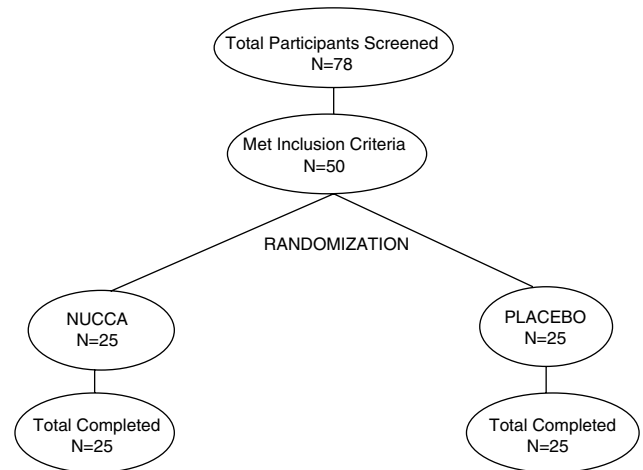 Total Participants Screened
N=78
Met Inclusion Criteria
N=50
RANDOMIZATION
NUCCA
N=25
PLACEBO
N=25
Total Completed
N=25
Total Completed
N=25